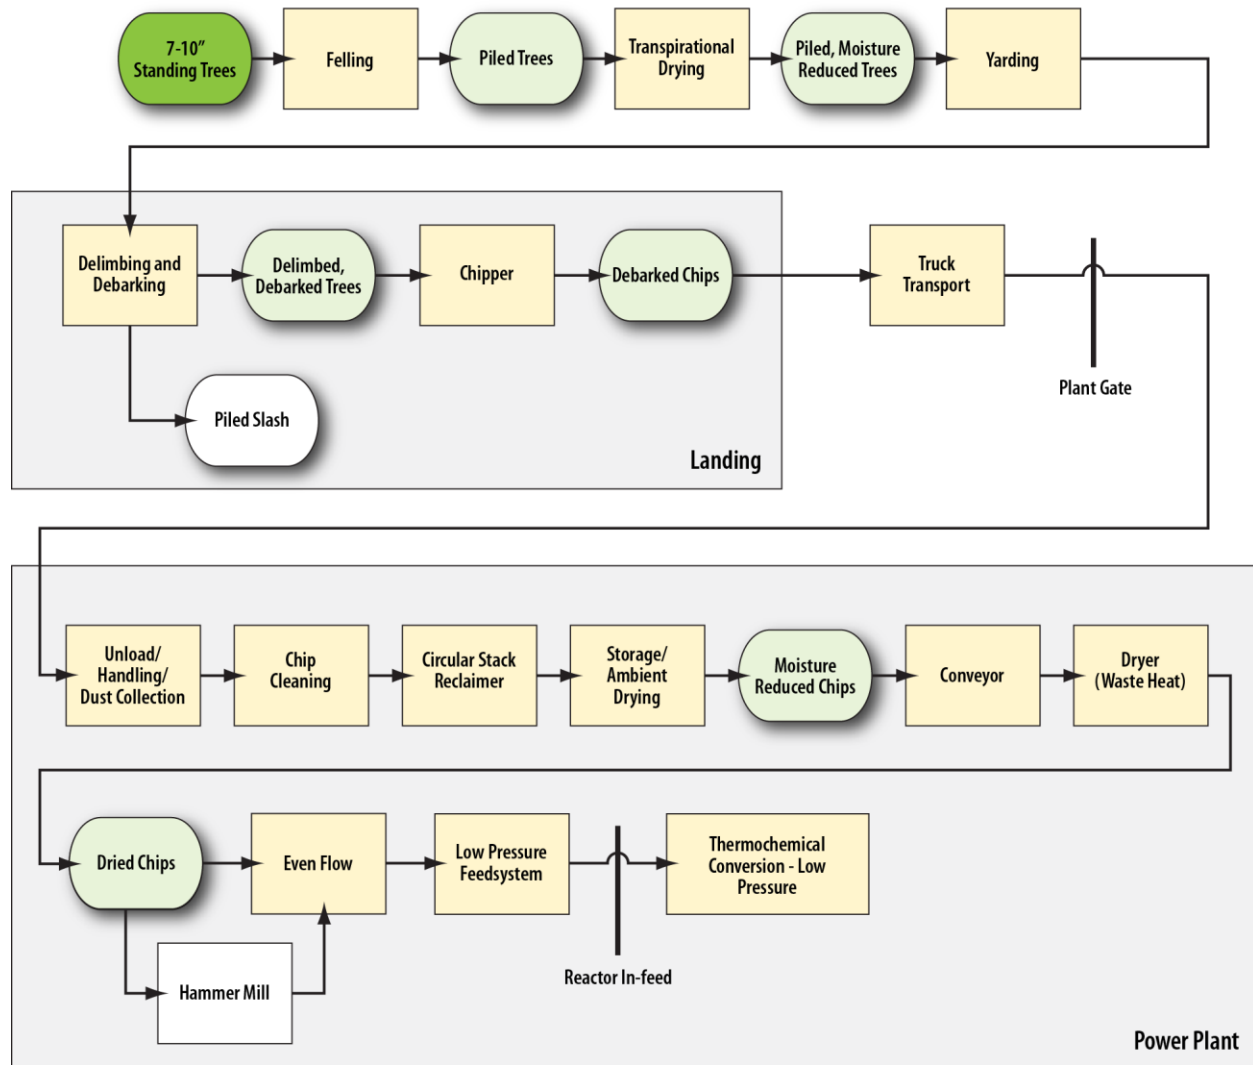 7-10"
Standing Trees
Felling
Piled Trees
Transpirational
Drying
Piled, Moisture
Reduced Trees
Yarding
Delimbing and
Debarking
Delimbed,
Debarked Trees
Chipper
Debarked Chips
Truck
Transport
Plant Gate
Piled Slash
Landing
Unload/
Handling/
Dust Collection
Chip
Cleaning
Circular Stack
Reclaimer
Storage/
Ambient
Drying
Moisture
Reduced Chips
Conveyor
Dryer
(Waste Heat)
Dried Chips
Even Flow
Low Pressure
Feedsystem
Thermochemical
Conversion - Low
Pressure
Reactor In-feed
Hammer Mill
Power Plant